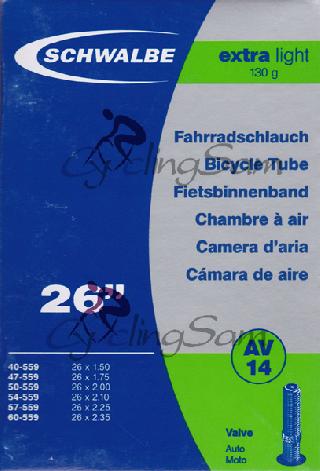 SCHWALBE
extra light
130 g
Fahrradschlauch
Bicycle Tube
Fietsbinnenband
Chambre à air
Camera d'aria
Cámara de aire
CyclingSam
26"
CyclingSam
40-559 26 x 1.50
47-559 26 x 1.75
50-559 26 x 2.00
54-559 26 x 2.10
57-559 26 x 2.25
60-559 26 x 2.35
AV
14
Valve
Auto
Moto